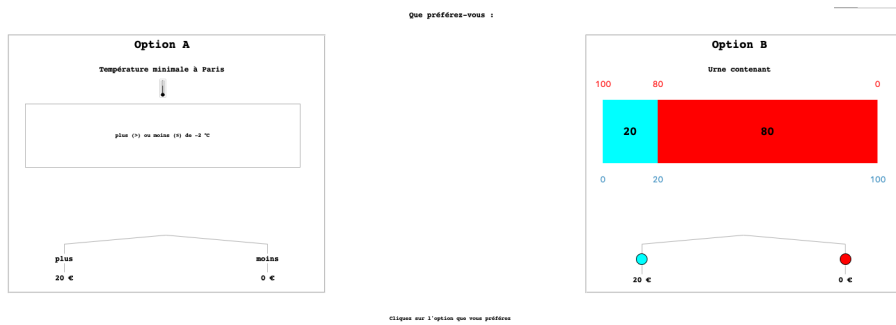 Que préférez-vous :
Option A
Température minimale à Paris
plus (>) ou moins (≤) de -2 °C
plus
moins
20 €
0 €
Option B
Urne contenant
100
80
0
20
80
0
20
100
20 €
0 €
Cliquez sur l'option que vous préférez